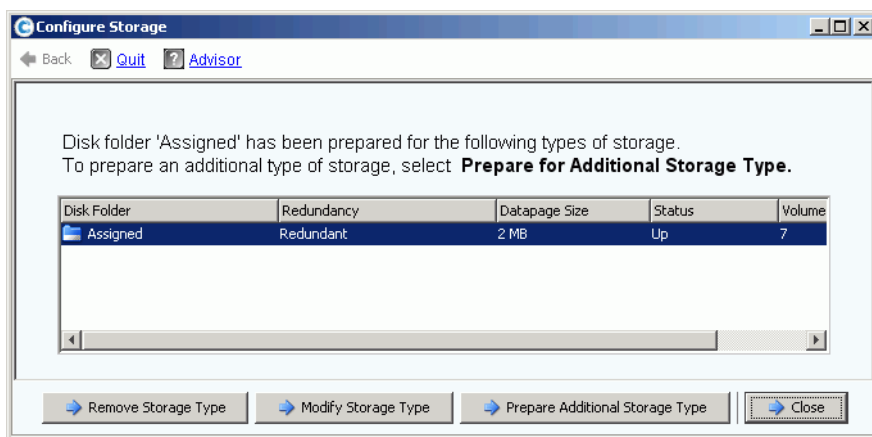 Configure Storage
Back Quit Advisor
Disk folder 'Assigned' has been prepared for the following types of storage.
To prepare an additional type of storage, select Prepare for Additional Storage Type.
Disk Folder Redundancy Datapage Size Status Volume
Assigned Redundant 2 MB Up 7
Remove Storage Type Modify Storage Type Prepare Additional Storage Type Close